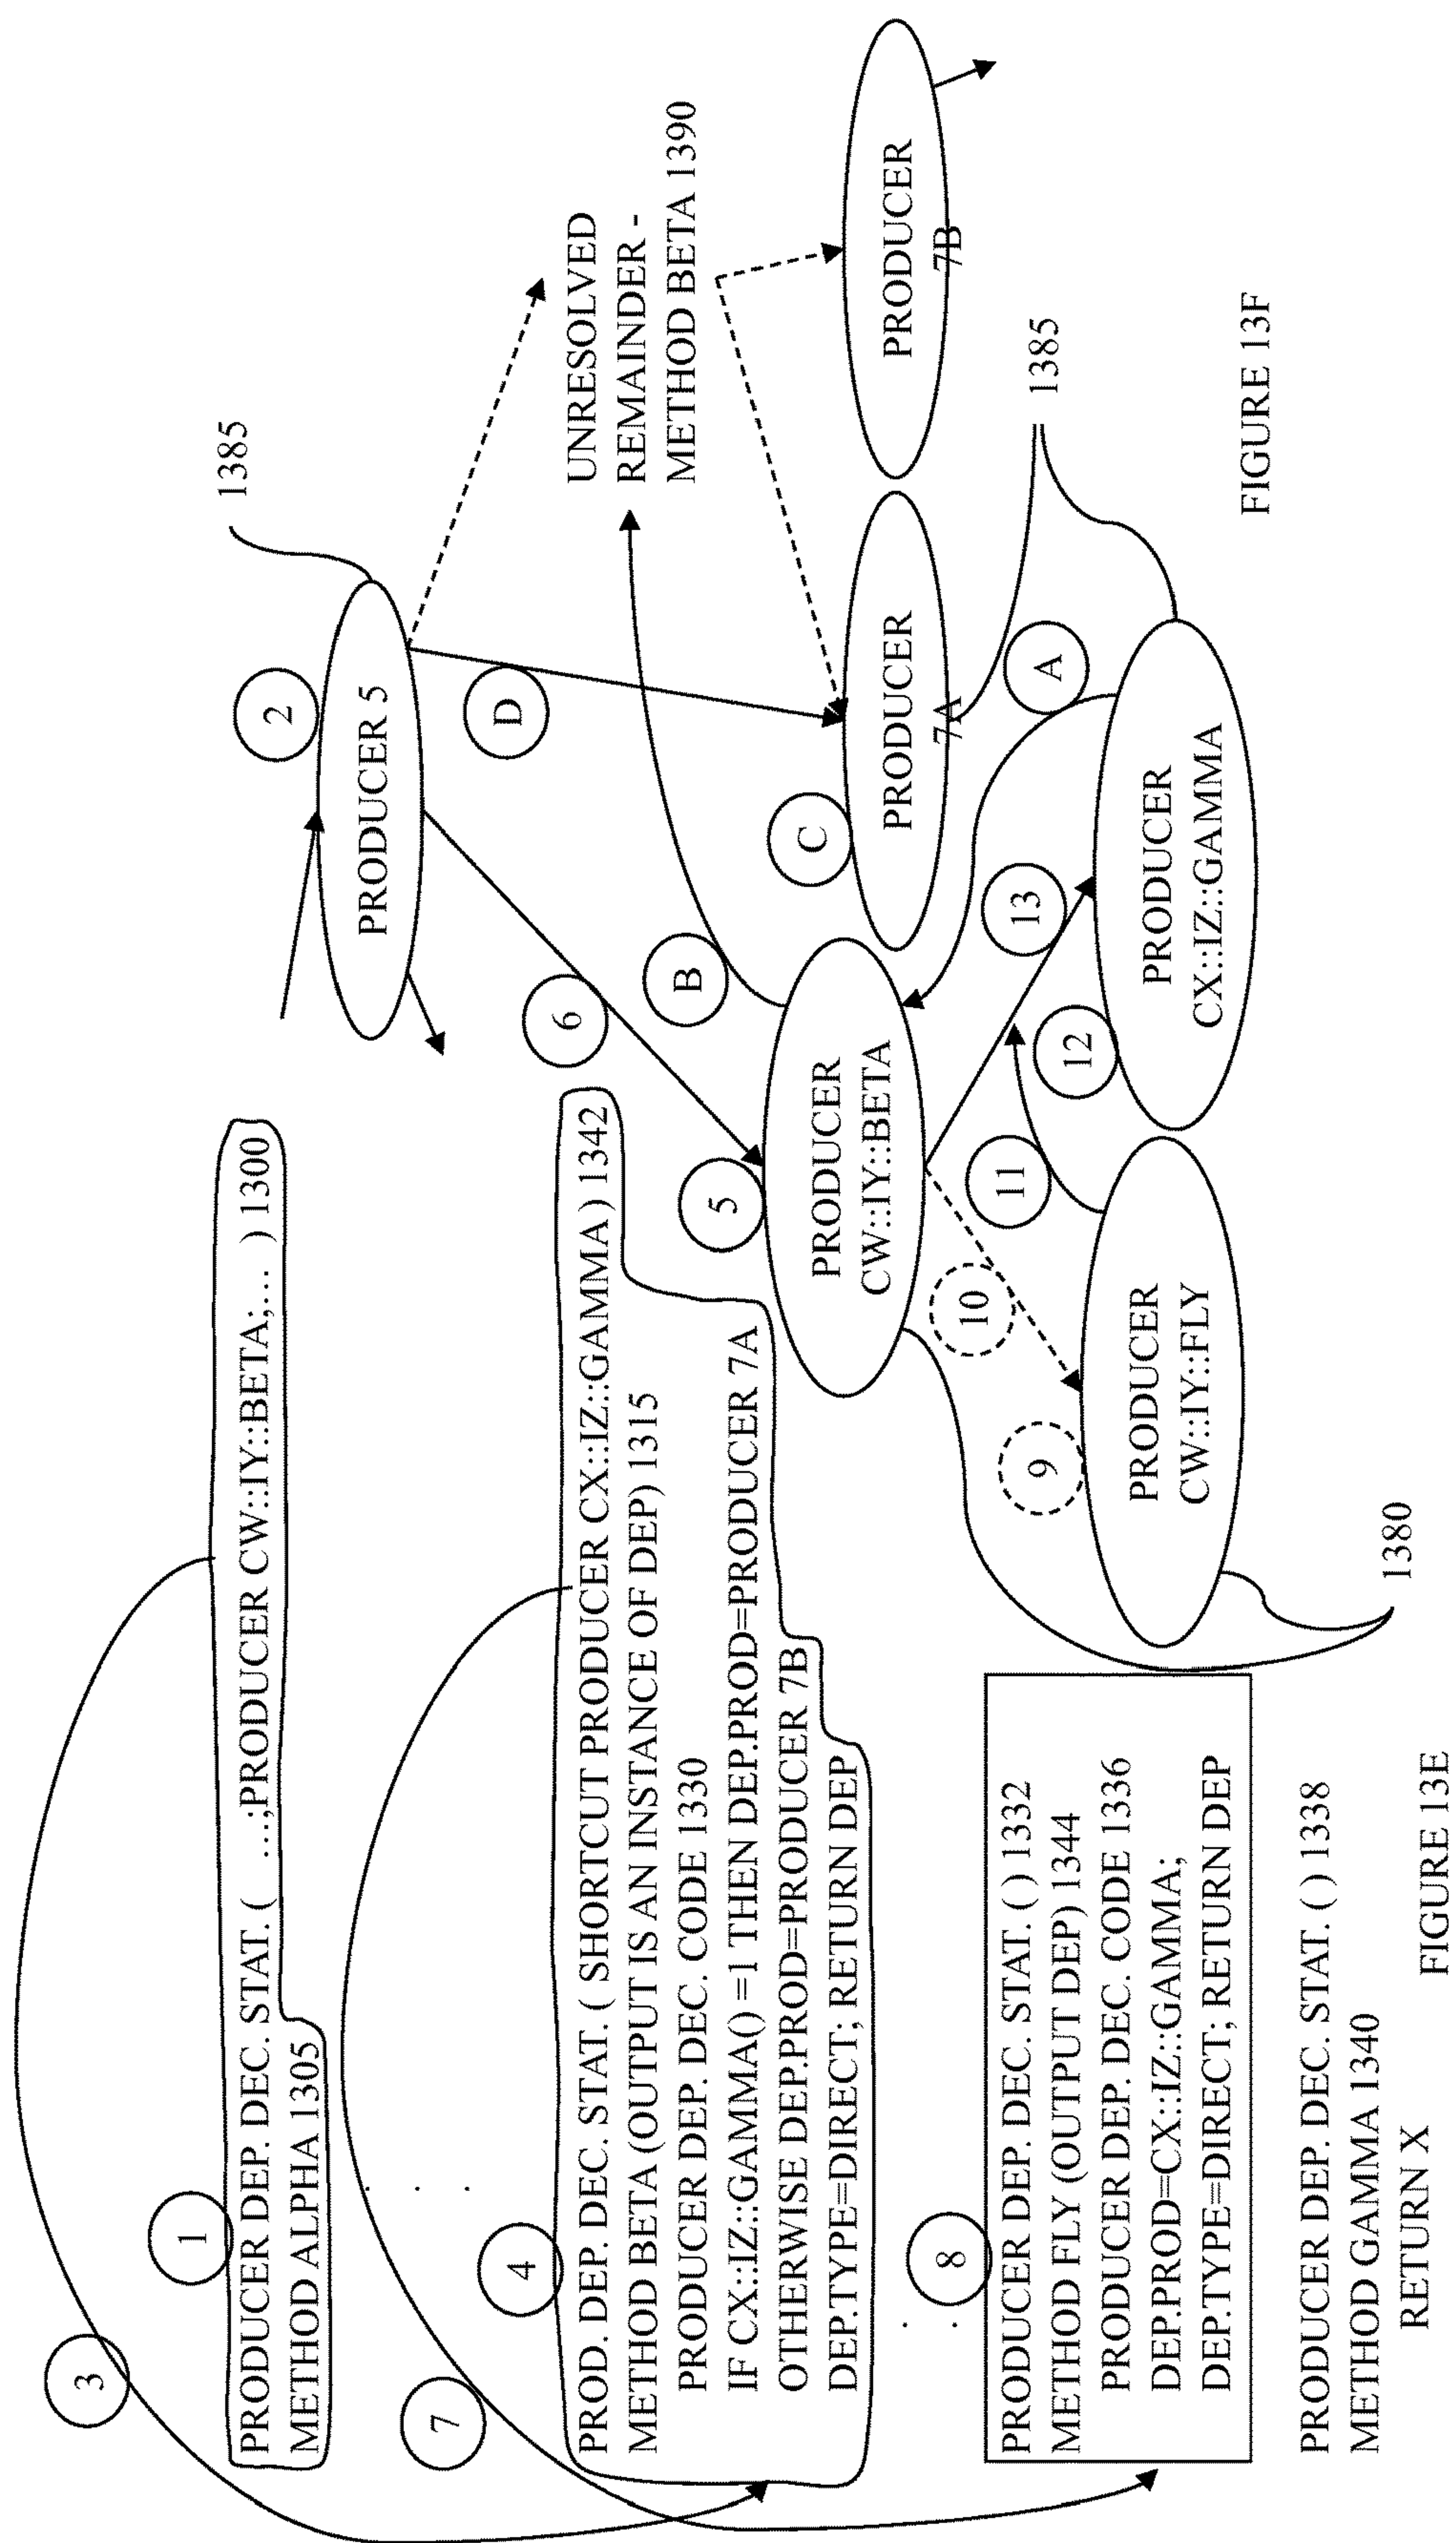 3
1
PRODUCER DEP. DEC. STAT. ( ....;PRODUCER CW::IY::BETA;,... ) 1300
METHOD ALPHA 1305
7
4
PROD. DEP. DEC. STAT. ( SHORTCUT PRODUCER CX::IZ::GAMMA ) 1342
METHOD BETA (OUTPUT IS AN INSTANCE OF DEP) 1315
PRODUCER DEP. DEC. CODE 1330
IF CX::IZ::GAMMA() =1 THEN DEP.PROD=PRODUCER 7A
OTHERWISE DEP.PROD=PRODUCER 7B
DEP.TYPE=DIRECT; RETURN DEP
8
PRODUCER DEP. DEC. STAT. ( ) 1332
METHOD FLY (OUTPUT DEP) 1344
PRODUCER DEP. DEC. CODE 1336
DEP.PROD=CX::IZ::GAMMA;
DEP.TYPE=DIRECT; RETURN DEP
PRODUCER DEP. DEC. STAT. ( ) 1338
METHOD GAMMA 1340
RETURN X
FIGURE 13E
1385
2
PRODUCER 5
D
6
B
UNRESOLVED
REMAINDER -
METHOD BETA 1390
5
PRODUCER
CW::IY::BETA
C
PRODUCER
7A
PRODUCER
7B
10
9
11
13
A
12
1385
PRODUCER
CW::IY::FLY
PRODUCER
CX::IZ::GAMMA
1380
FIGURE 13F